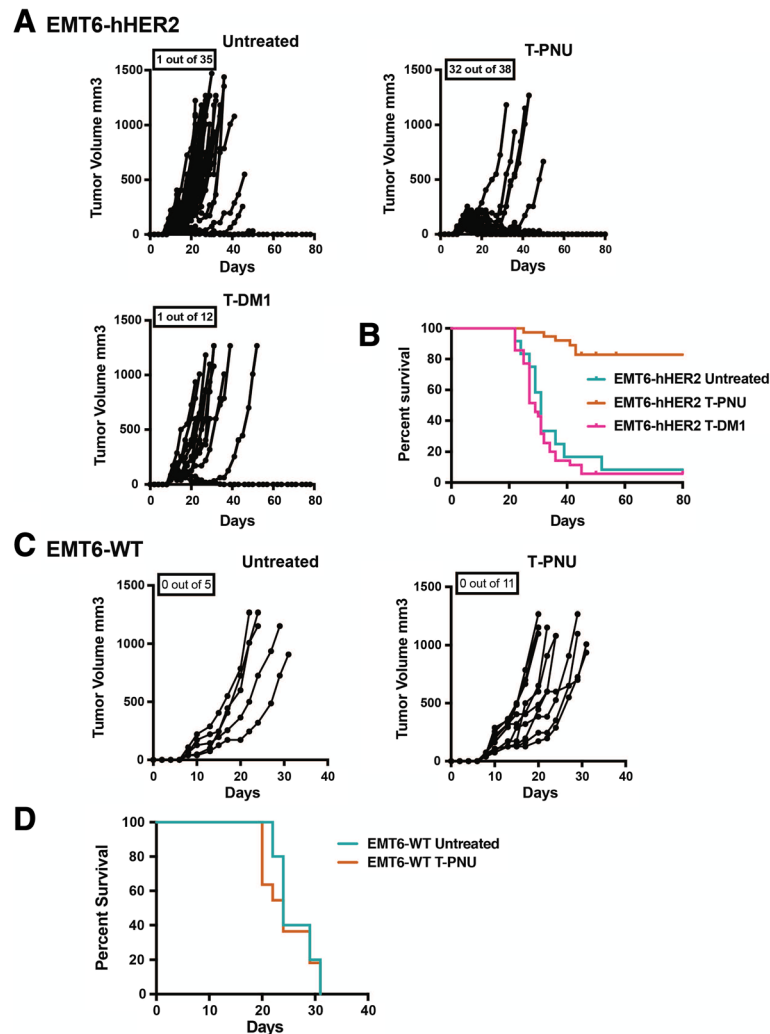 A EMT6-hHER2
Untreated
1 out of 35
Tumor Volume mm3
1500
1000
500
0
0 20 40 60 80
Days
T-PNU
32 out of 38
Tumor Volume mm3
1500
1000
500
0
0 20 40 60 80
Days
T-DM1
1 out of 12
Tumor Volume mm3
1500
1000
500
0
0 20 40 60 80
Days
B
Percent survival
100
80
60
40
20
0
0 20 40 60 80
Days
EMT6-hHER2 Untreated
EMT6-hHER2 T-PNU
EMT6-hHER2 T-DM1
C EMT6-WT
Untreated
0 out of 5
Tumor Volume mm3
1500
1000
500
0
0 10 20 30 40
Days
T-PNU
0 out of 11
Tumor Volume mm3
1500
1000
500
0
0 10 20 30 40
Days
D
Percent Survival
100
80
60
40
20
0
0 10 20 30 40
Days
EMT6-WT Untreated
EMT6-WT T-PNU